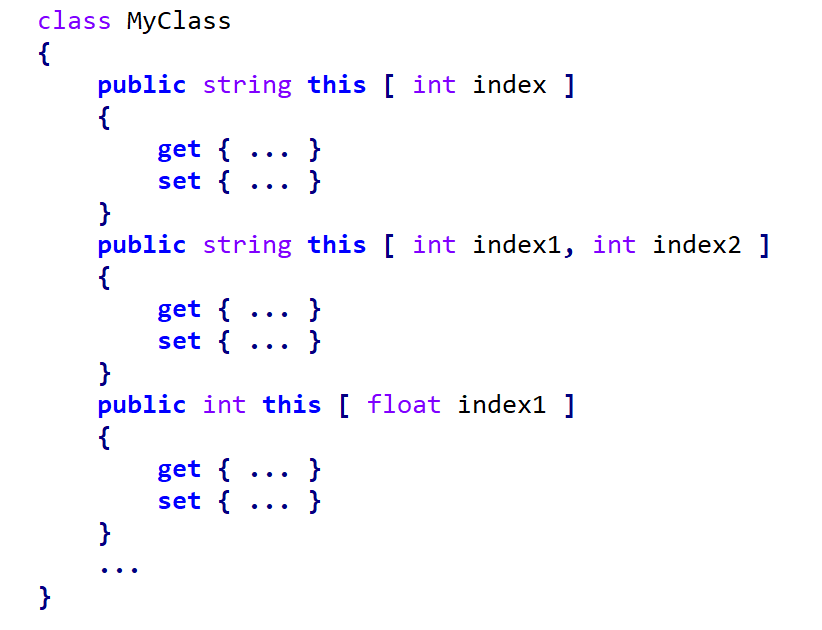 class MyClass
{
    public string this [ int index ]
    {
        get { ... }
        set { ... }
    }
    public string this [ int index1, int index2 ]
    {
        get { ... }
        set { ... }
    }
    public int this [ float index1 ]
    {
        get { ... }
        set { ... }
    }
    ...
}